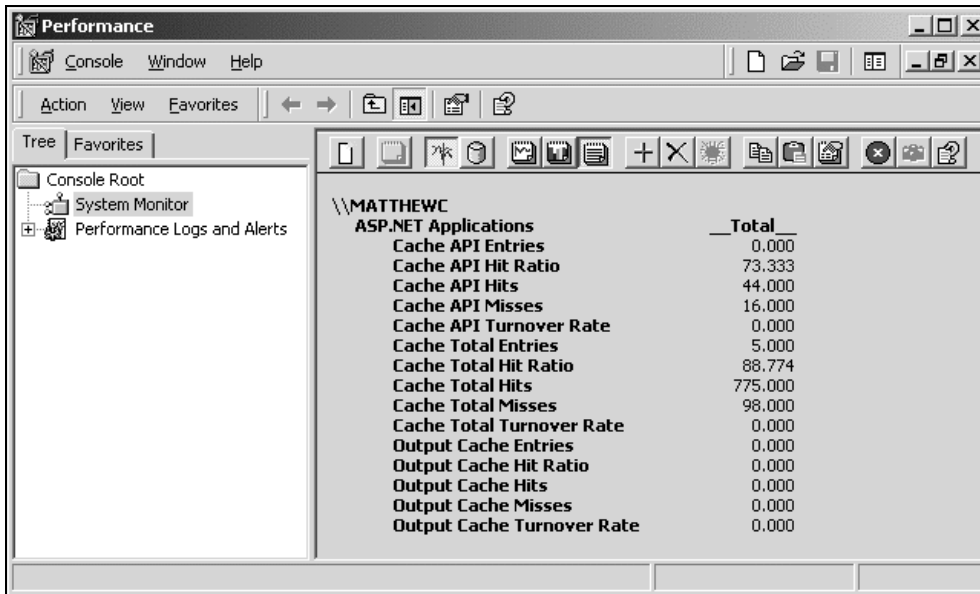 Performance
Console Window Help
Action View Favorites
Tree Favorites
Console Root
System Monitor
Performance Logs and Alerts
\\MATTHEWC
ASP.NET Applications __Total__
Cache API Entries 0.000
Cache API Hit Ratio 73.333
Cache API Hits 44.000
Cache API Misses 16.000
Cache API Turnover Rate 0.000
Cache Total Entries 5.000
Cache Total Hit Ratio 88.774
Cache Total Hits 775.000
Cache Total Misses 98.000
Cache Total Turnover Rate 0.000
Output Cache Entries 0.000
Output Cache Hit Ratio 0.000
Output Cache Hits 0.000
Output Cache Misses 0.000
Output Cache Turnover Rate 0.000